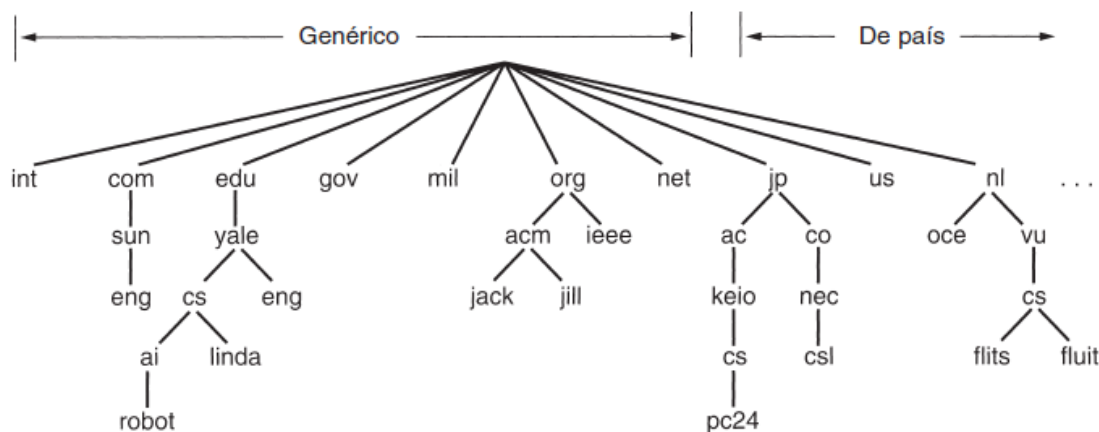 Genérico De país
int com edu gov mil org net jp us nl ...
sun yale acm ieee ac co oce vu
eng cs eng jack jill keio nec cs
ai linda cs csl flits fluit
robot pc24